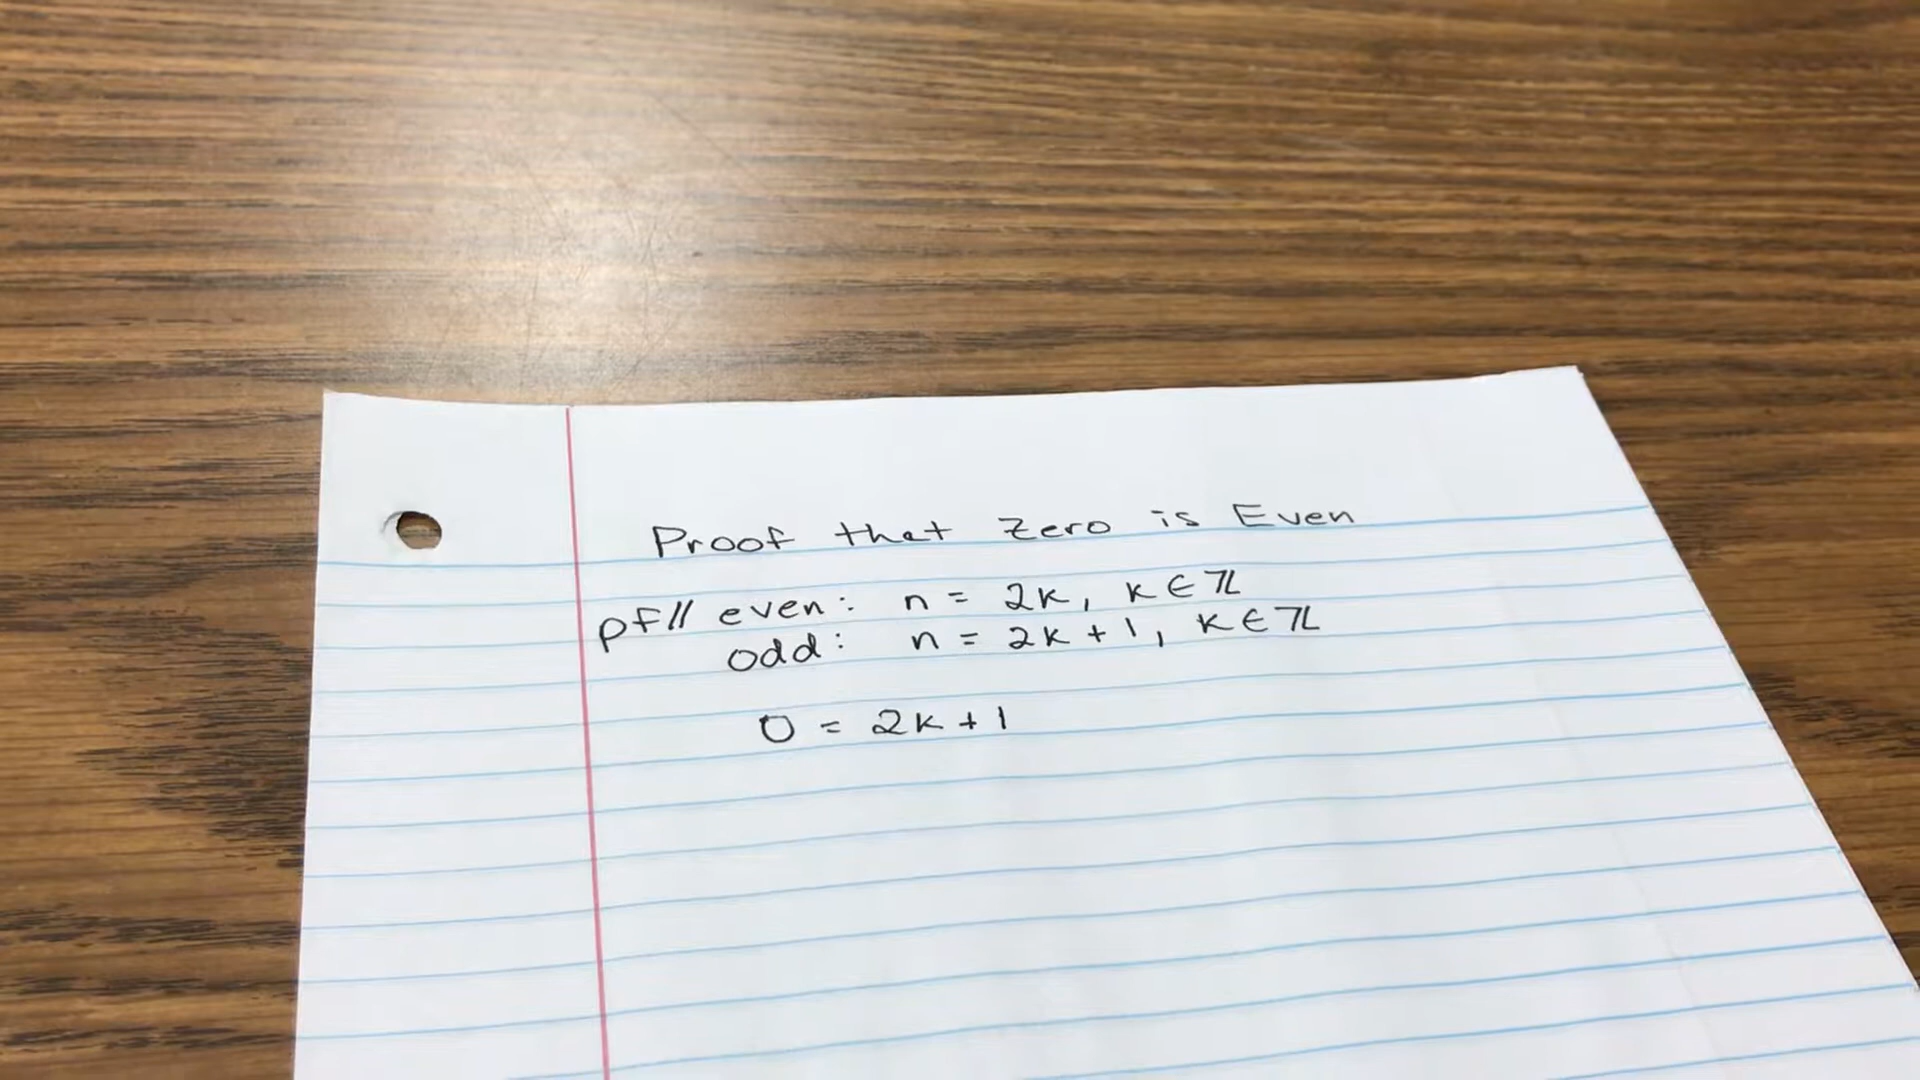 Proof that Zero is Even
pf// even: n = 2k, k ∈ ℤ
odd: n = 2k + 1, k ∈ ℤ
0 = 2k + 1